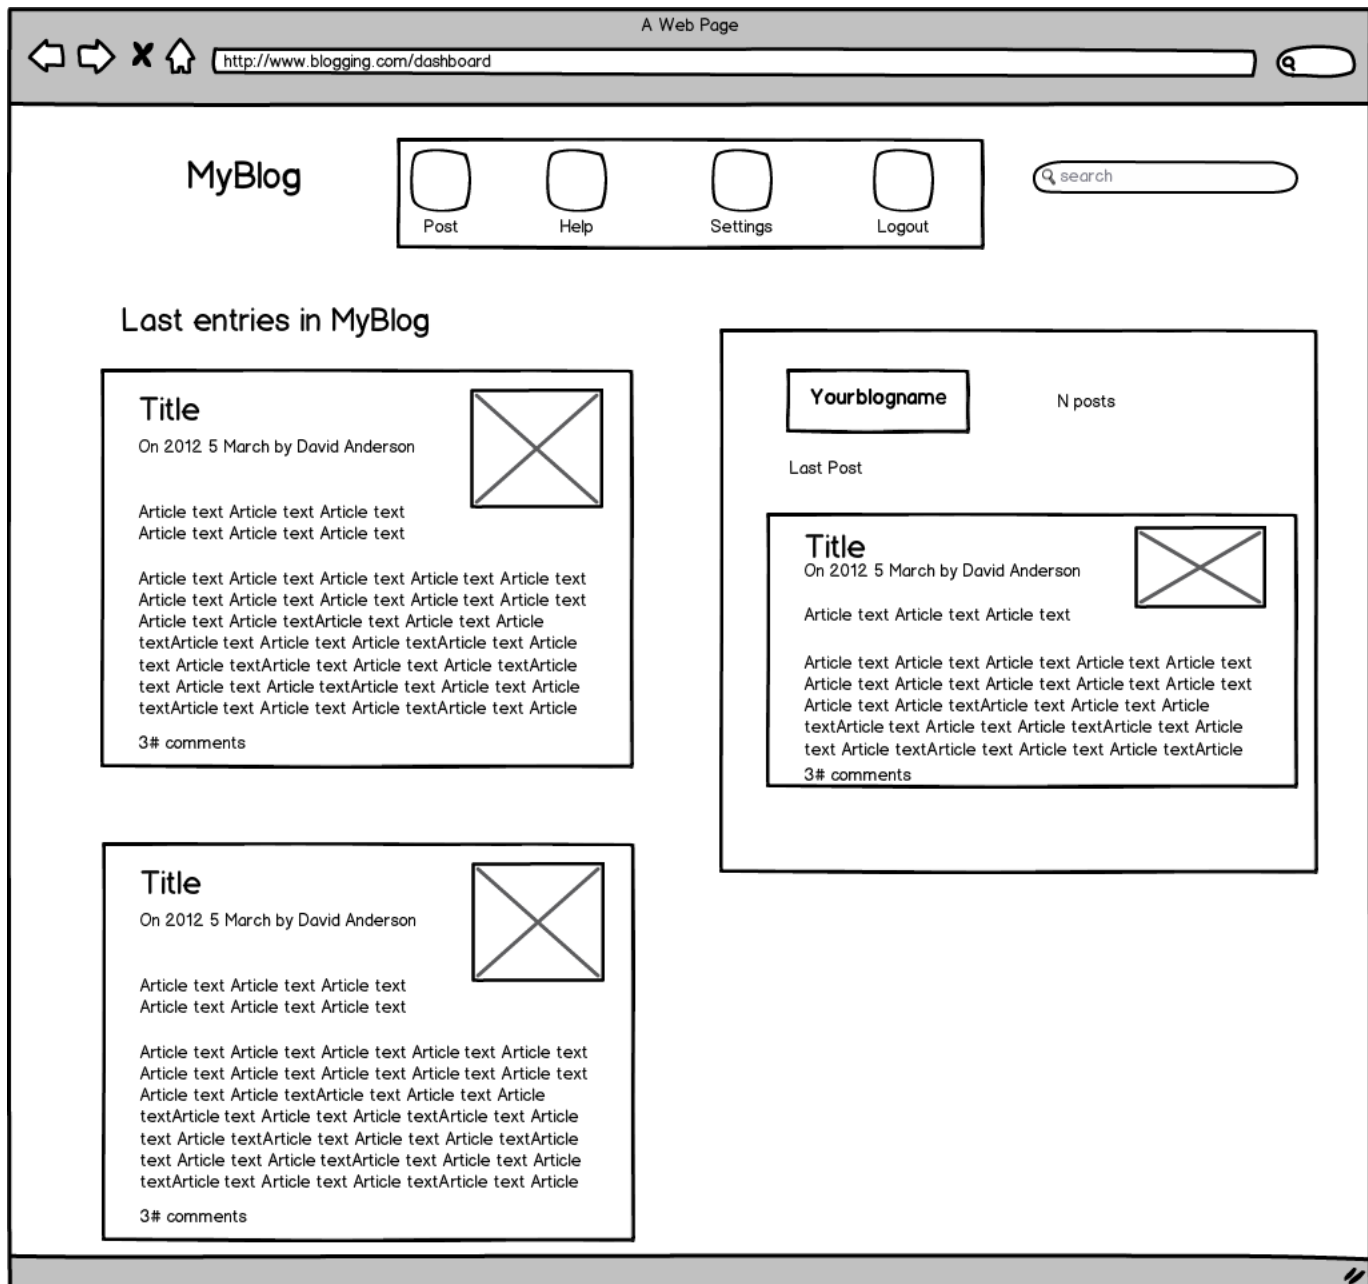 A Web Page
http://www.blogging.com/dashboard
MyBlog
Post
Help
Settings
Logout
search
Last entries in MyBlog
Title
On 2012 5 March by David Anderson
Article text Article text Article text
Article text Article text Article text
Article text Article text Article text Article text Article text
Article text Article text Article text Article text Article text
Article text Article textArticle text Article text Article
textArticle text Article text Article textArticle text Article
text Article textArticle text Article text Article textArticle
text Article text Article textArticle text Article text Article
textArticle text Article text Article textArticle text Article
3# comments
Title
On 2012 5 March by David Anderson
Article text Article text Article text
Article text Article text Article text
Article text Article text Article text Article text Article text
Article text Article text Article text Article text Article text
Article text Article textArticle text Article text Article
textArticle text Article text Article textArticle text Article
text Article textArticle text Article text Article textArticle
text Article text Article textArticle text Article text Article
textArticle text Article text Article textArticle text Article
3# comments
Yourblogname
N posts
Last Post
Title
On 2012 5 March by David Anderson
Article text Article text Article text
Article text Article text Article text Article text Article text
Article text Article text Article text Article text Article text
Article text Article textArticle text Article text Article
textArticle text Article text Article textArticle text Article
text Article textArticle text Article text Article textArticle
3# comments